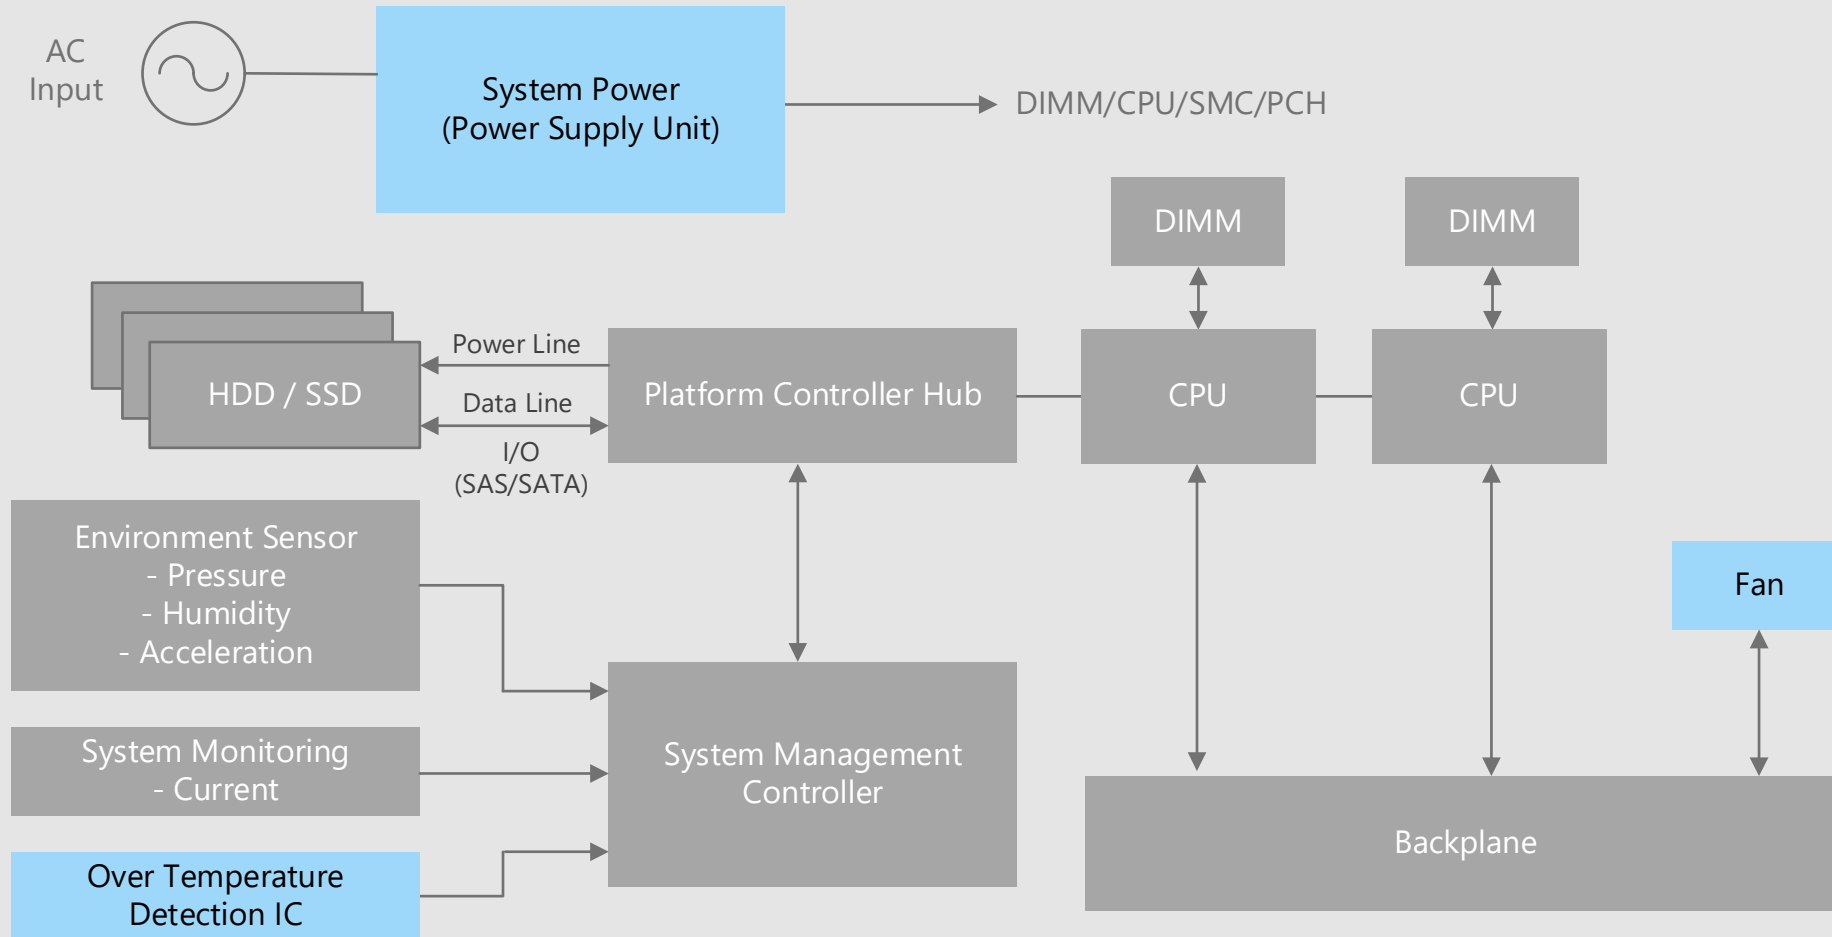 AC
Input
System Power
(Power Supply Unit)
DIMM/CPU/SMC/PCH
DIMM
DIMM
HDD / SSD
Power Line
Data Line
I/O
(SAS/SATA)
Platform Controller Hub
CPU
CPU
Environment Sensor
- Pressure
- Humidity
- Acceleration
Fan
System Monitoring
- Current
System Management
Controller
Over Temperature
Detection IC
Backplane